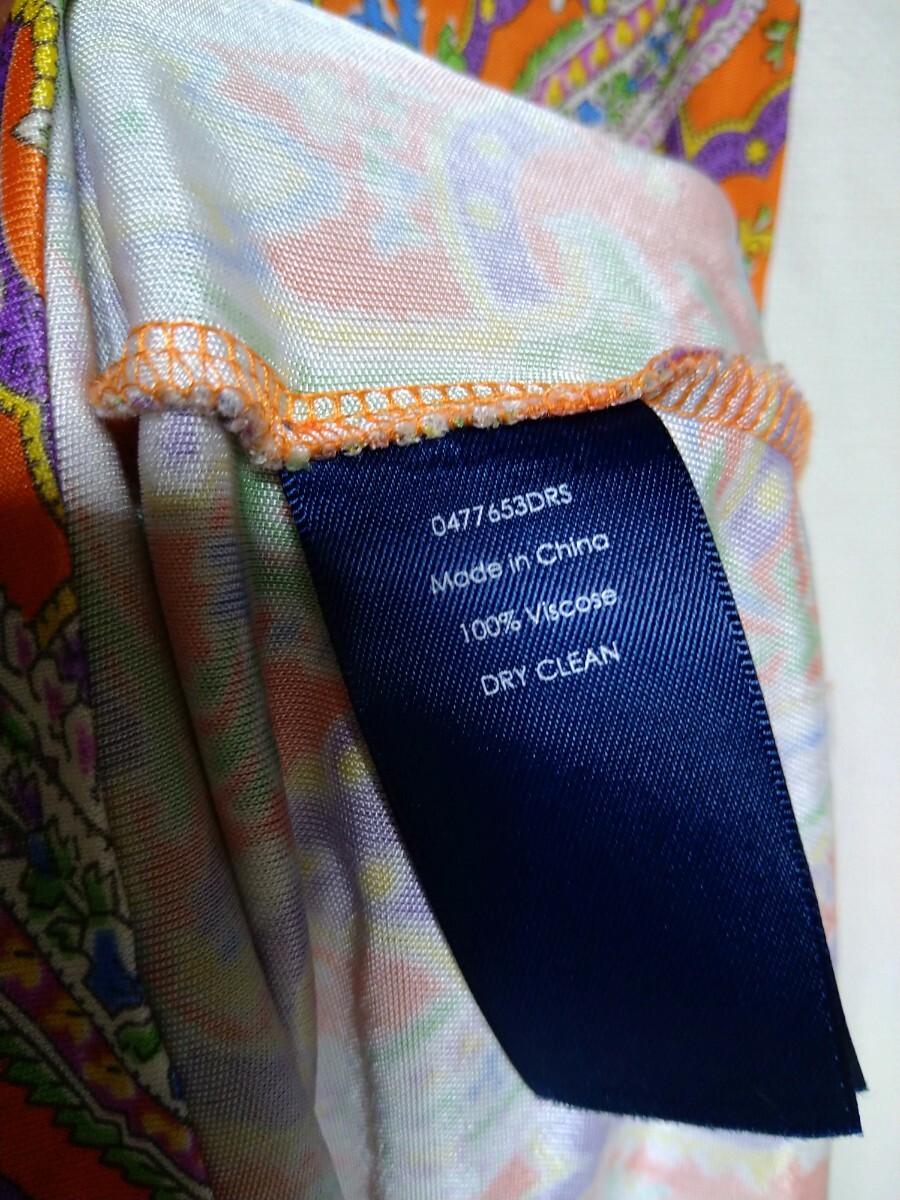 0477653DRS
Made in China
100% Viscose
DRY CLEAN